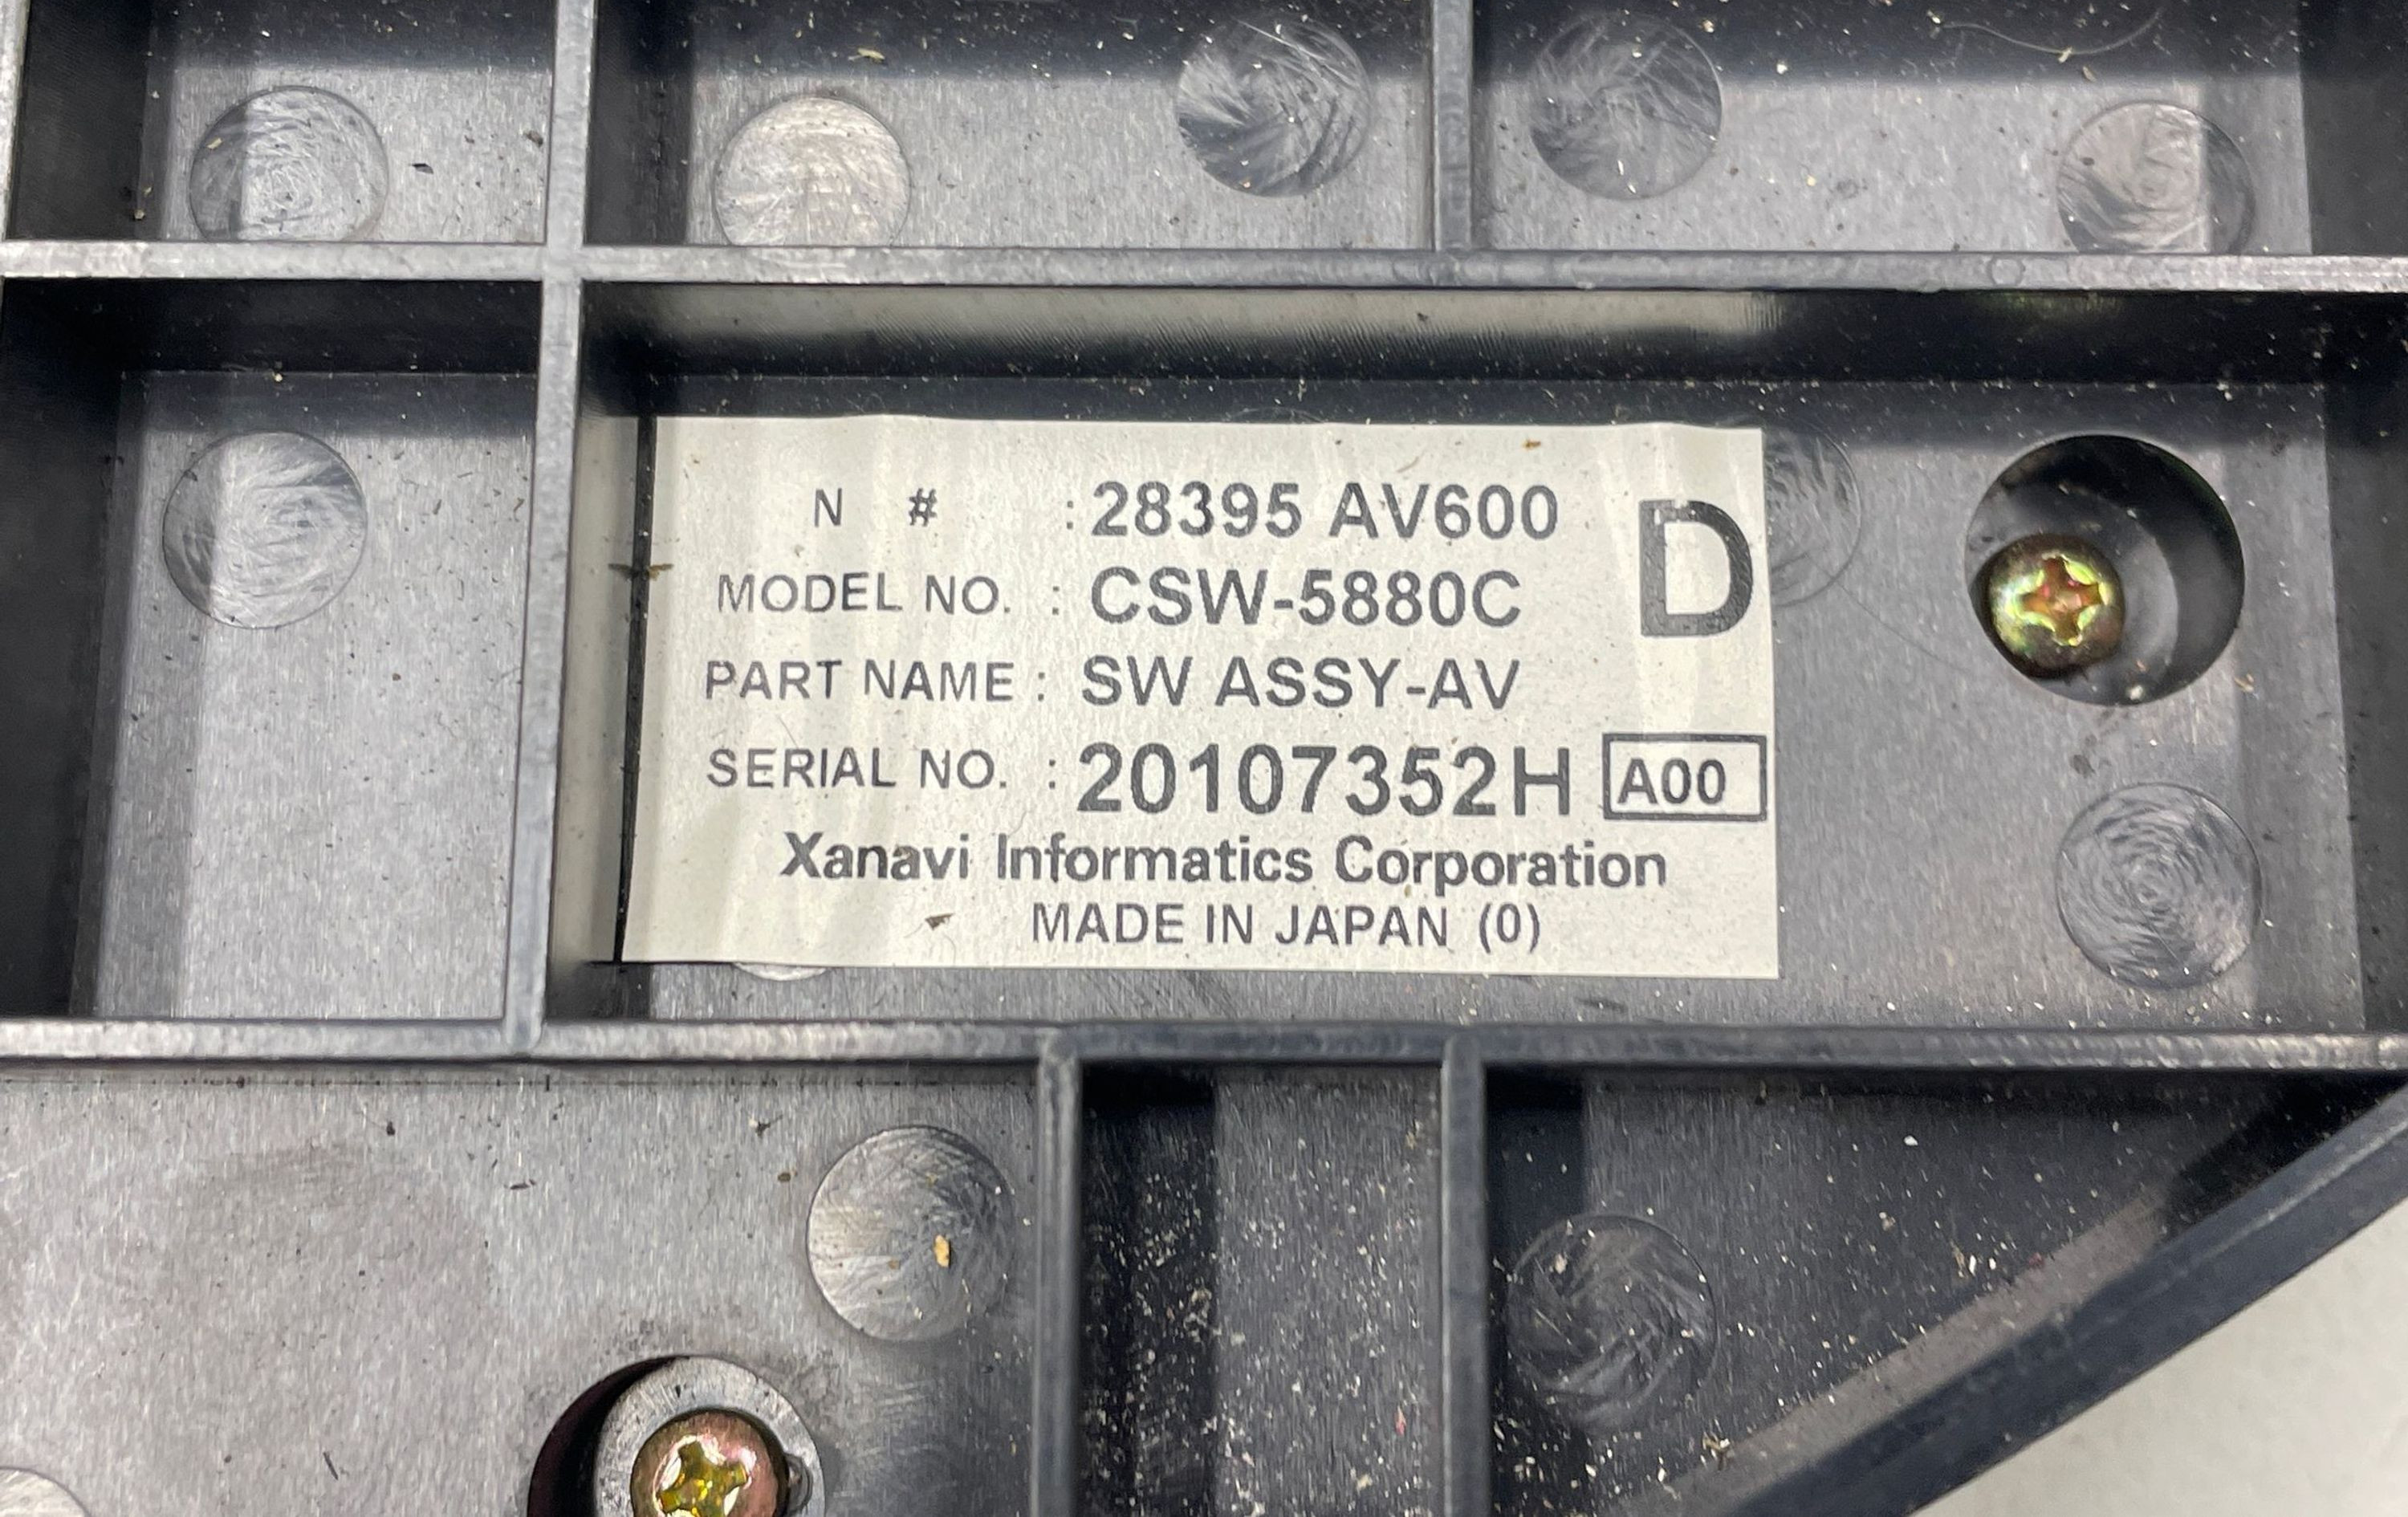 N # : 28395 AV600 D
MODEL NO. : CSW-5880C
PART NAME : SW ASSY-AV
SERIAL NO. : 20107352H A00
Xanavi Informatics Corporation
MADE IN JAPAN (0)